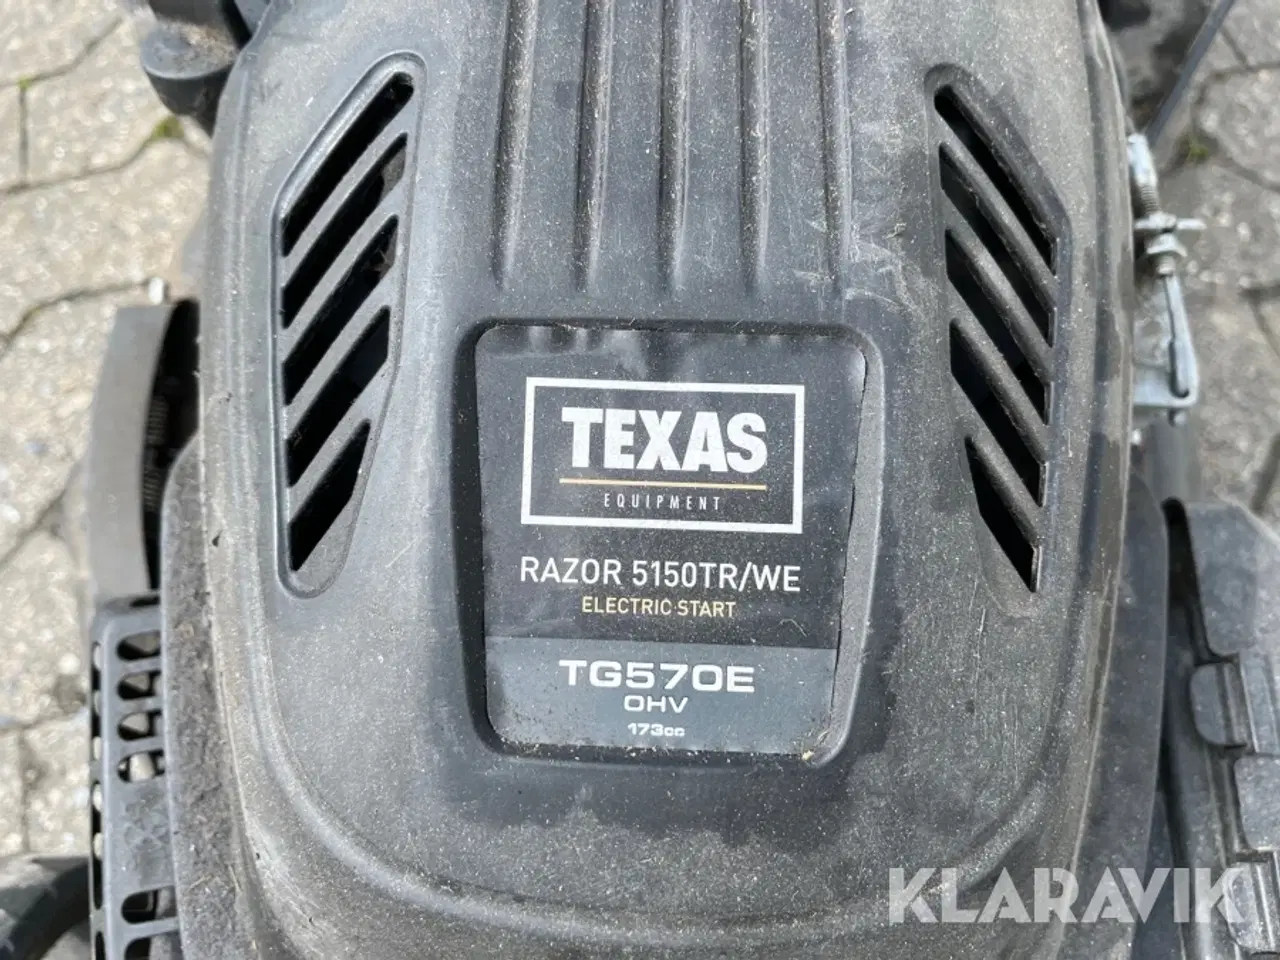 TEXAS
EQUIPMENT
RAZOR 5150TR/WE
ELECTRIC START
TG570E
OHV
173cc
KLARAVIK